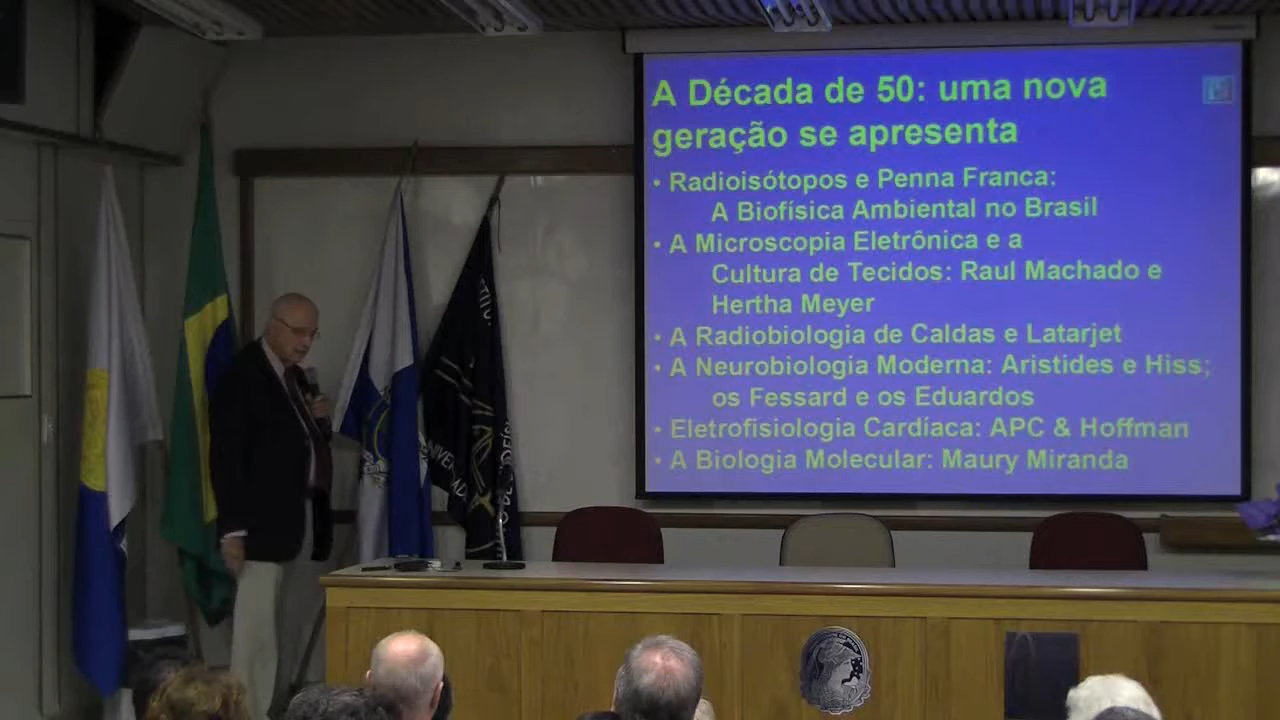 A Década de 50: uma nova
geração se apresenta
• Radioisótopos e Penna Franca:
A Biofísica Ambiental no Brasil
• A Microscopia Eletrônica e a
Cultura de Tecidos: Raul Machado e
Hertha Meyer
• A Radiobiologia de Caldas e Latarjet
• A Neurobiologia Moderna: Aristides e Hiss;
os Fessard e os Eduardos
• Eletrofisiologia Cardíaca: APC & Hoffman
• A Biologia Molecular: Maury Miranda